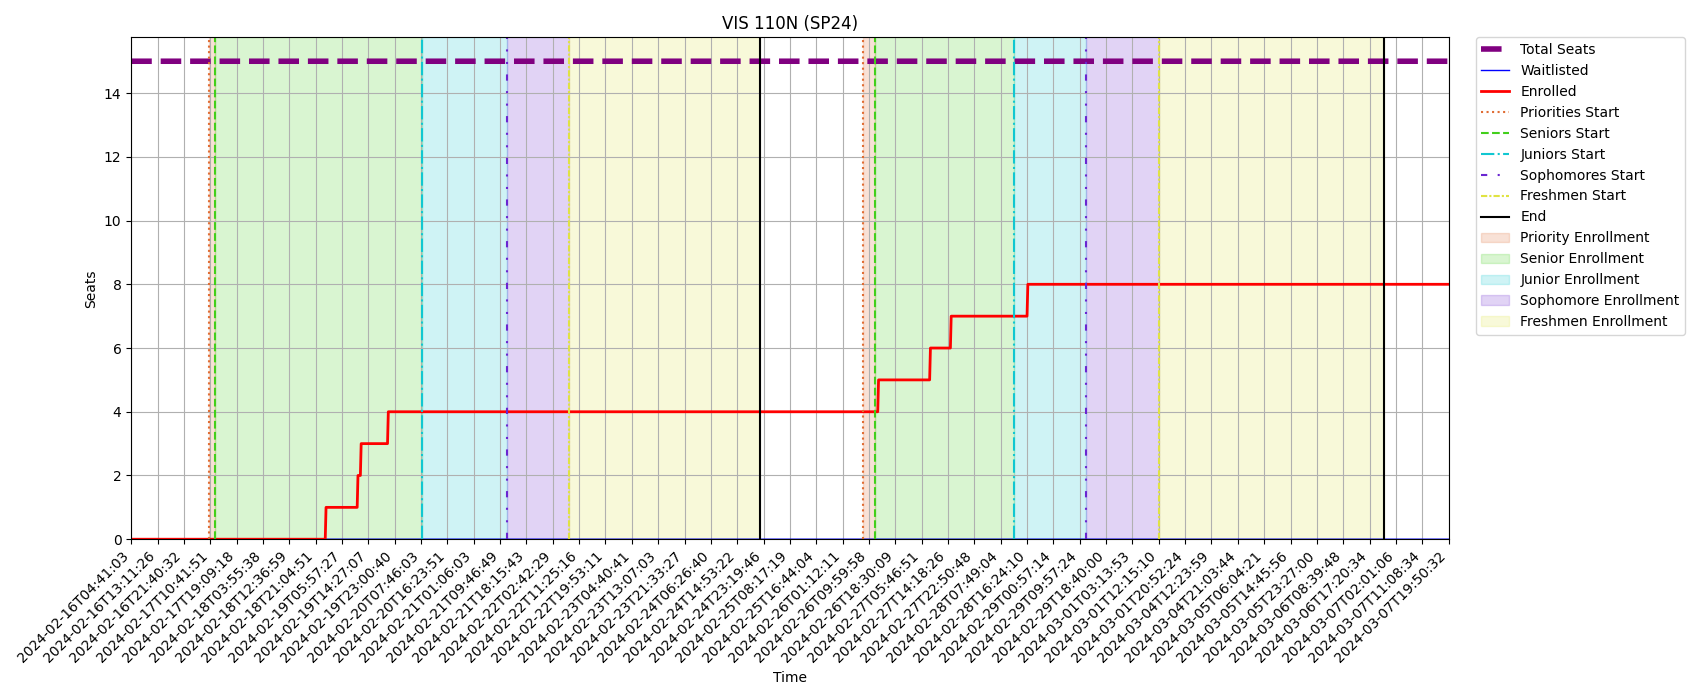 VIS 110N (SP24)
Total Seats
Waitlisted
Enrolled
Priorities Start
Seniors Start
Juniors Start
Sophomores Start
Freshmen Start
End
Priority Enrollment
Senior Enrollment
Junior Enrollment
Sophomore Enrollment
Freshmen Enrollment
Seats
14
12
10
8
6
4
2
0
2024-02-16T04:41:03
2024-02-16T13:11:26
2024-02-16T21:40:32
2024-02-17T10:41:51
2024-02-17T19:09:18
2024-02-18T03:55:38
2024-02-18T12:36:59
2024-02-18T21:04:51
2024-02-19T05:57:27
2024-02-19T14:27:07
2024-02-19T23:00:40
2024-02-20T07:46:03
2024-02-20T16:23:51
2024-02-21T01:06:03
2024-02-21T09:46:49
2024-02-21T18:15:43
2024-02-22T02:42:29
2024-02-22T11:25:16
2024-02-22T19:53:11
2024-02-23T04:40:41
2024-02-23T13:07:03
2024-02-23T21:33:27
2024-02-24T06:26:40
2024-02-24T14:53:22
2024-02-24T23:19:46
2024-02-25T08:17:19
2024-02-25T16:44:04
2024-02-26T01:12:11
2024-02-26T09:59:58
2024-02-26T18:30:09
2024-02-27T05:46:51
2024-02-27T14:18:26
2024-02-27T22:50:48
2024-02-28T07:49:04
2024-02-28T16:24:10
2024-02-29T00:57:14
2024-02-29T09:57:24
2024-02-29T18:40:00
2024-03-01T03:13:53
2024-03-01T12:15:10
2024-03-01T20:52:24
2024-03-04T12:23:59
2024-03-04T21:03:44
2024-03-05T06:04:21
2024-03-05T14:45:56
2024-03-05T23:27:00
2024-03-06T08:39:48
2024-03-06T17:20:34
2024-03-07T02:01:06
2024-03-07T11:08:34
2024-03-07T19:50:32
Time